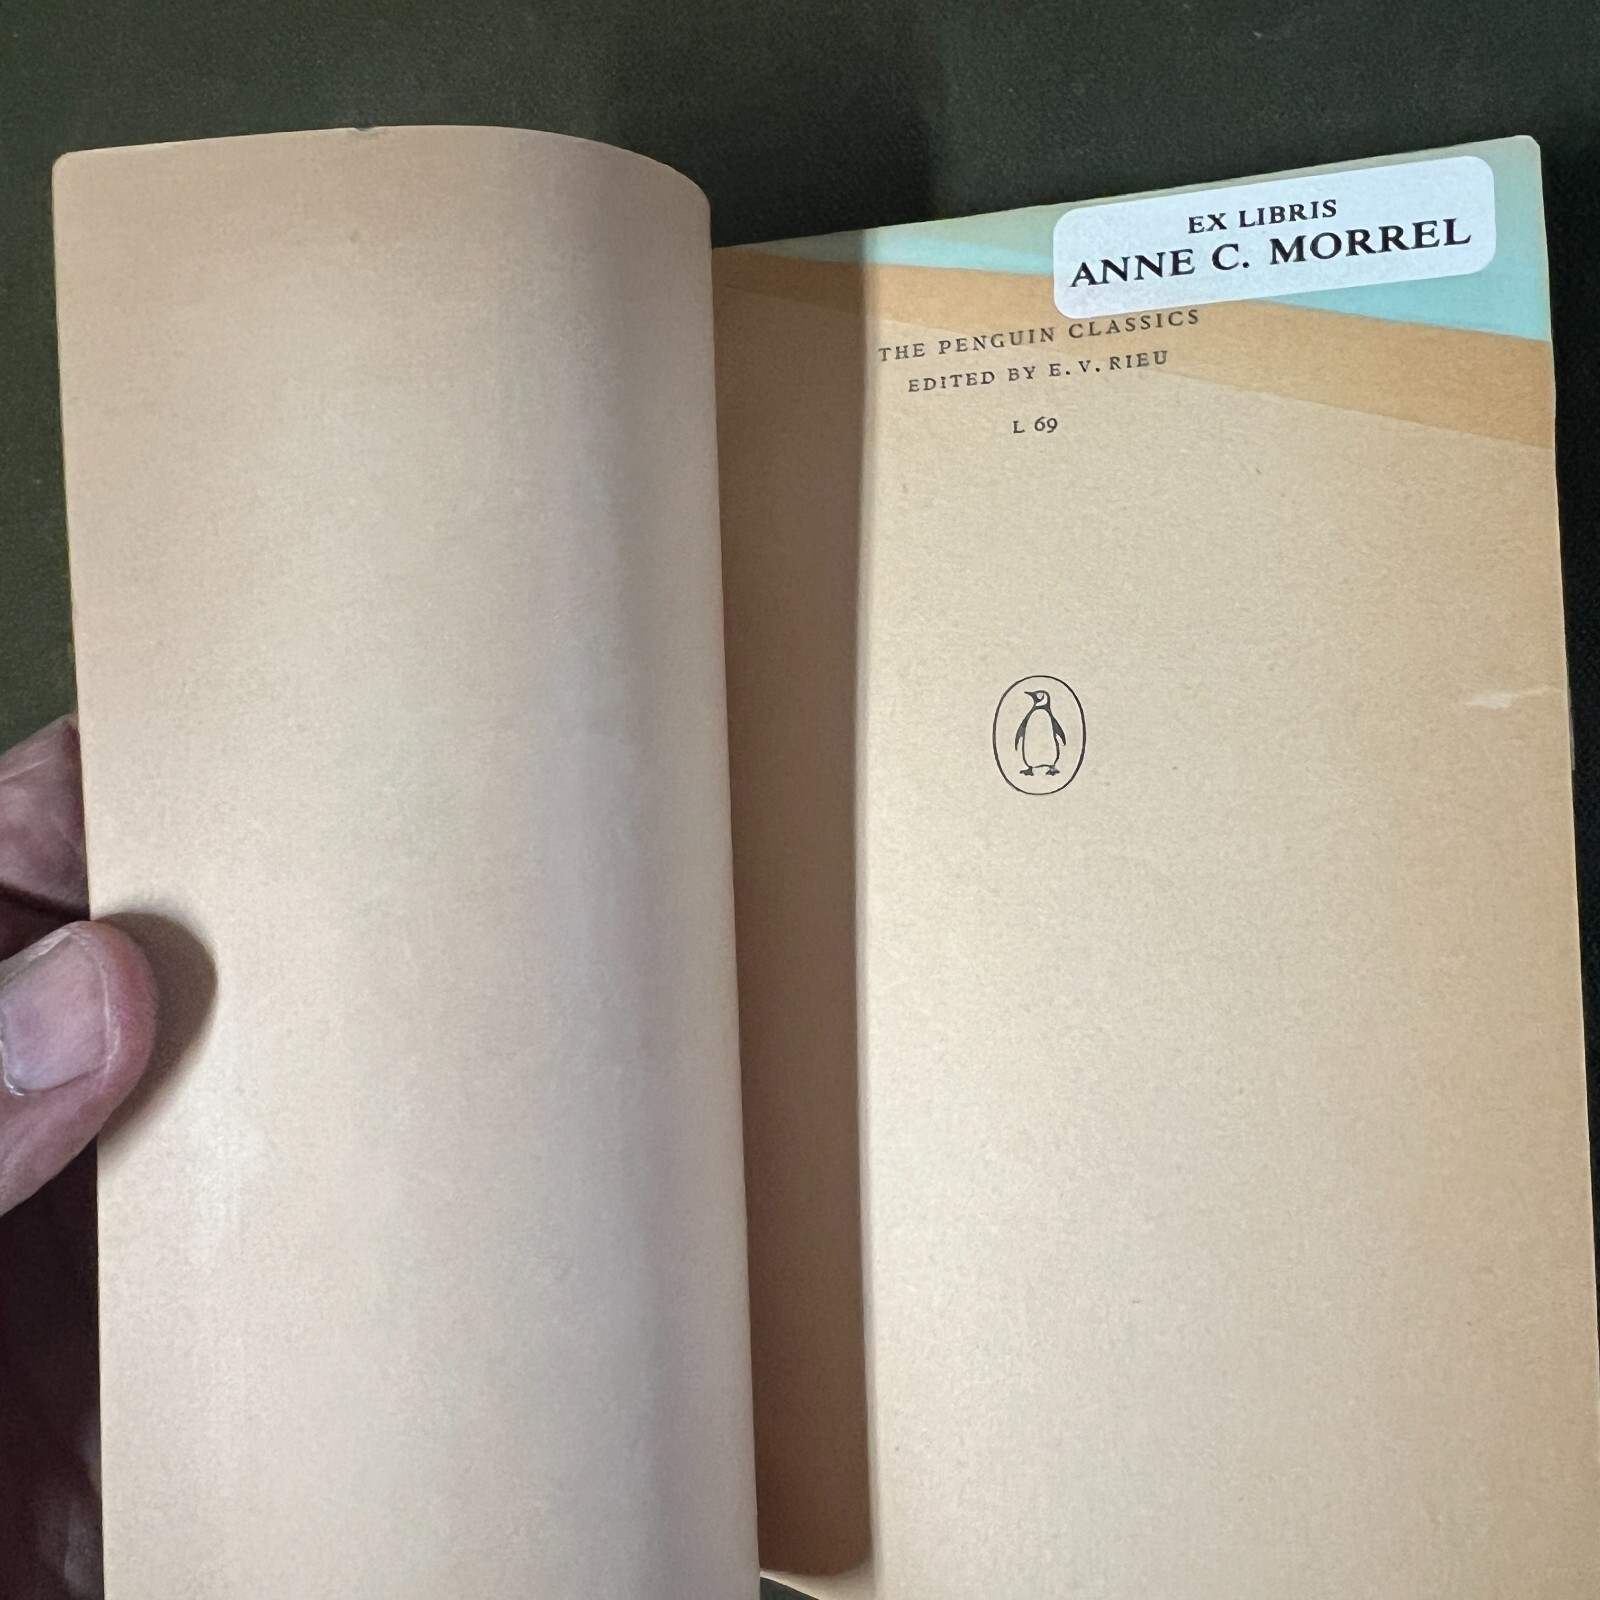 EX LIBRIS
ANNE C. MORREL
THE PENGUIN CLASSICS
EDITED BY E. V. RIEU
L 69